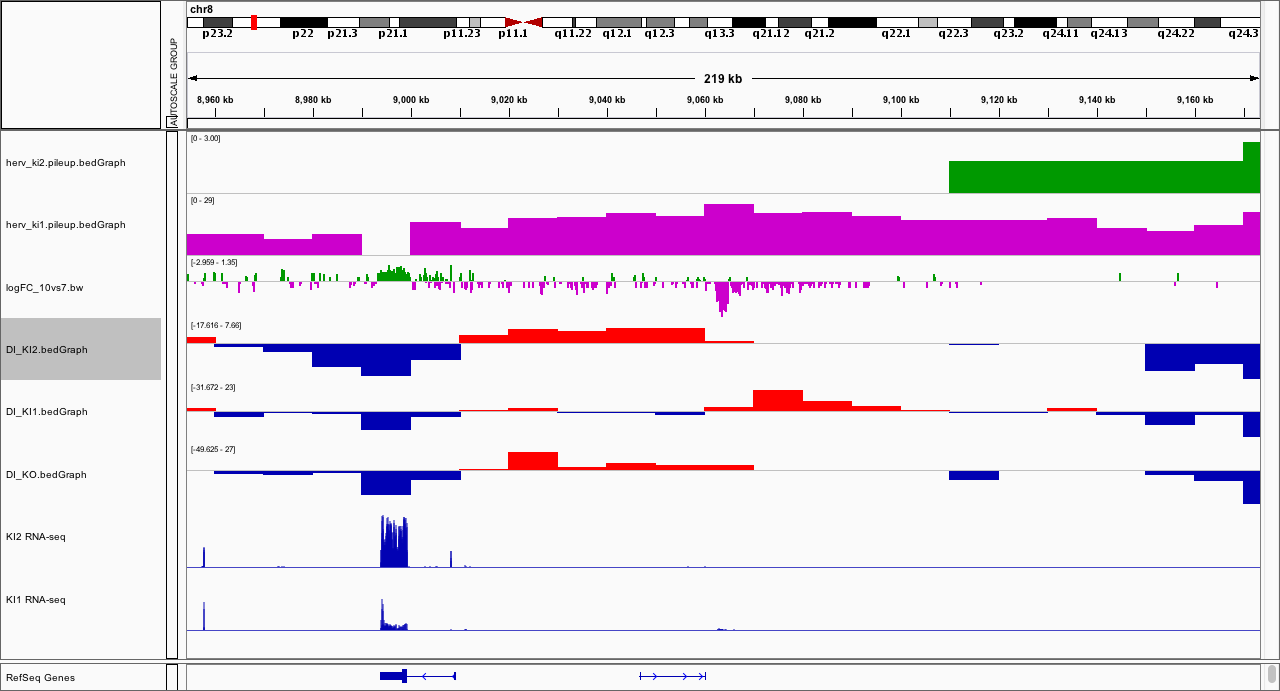 chr8
p23.2 p22 p21.3 p21.1 p11.23 p11.1 q11.22 q12.1 q12.3 q13.3 q21.12 q21.2 q22.1 q22.3 q23.2 q24.11 q24.13 q24.22 q24.3
AUTOSCALE GROUP
219 kb
8,960 kb 8,980 kb 9,000 kb 9,020 kb 9,040 kb 9,060 kb 9,080 kb 9,100 kb 9,120 kb 9,140 kb 9,160 kb
[0 - 3.00]
herv_ki2.pileup.bedGraph
[0 - 29]
herv_ki1.pileup.bedGraph
[-2.959 - 1.35]
logFC_10vs7.bw
[-17.616 - 7.66]
DI_KI2.bedGraph
[-31.672 - 23]
DI_KI1.bedGraph
[-49.625 - 27]
DI_KO.bedGraph
KI2 RNA-seq
KI1 RNA-seq
RefSeq Genes